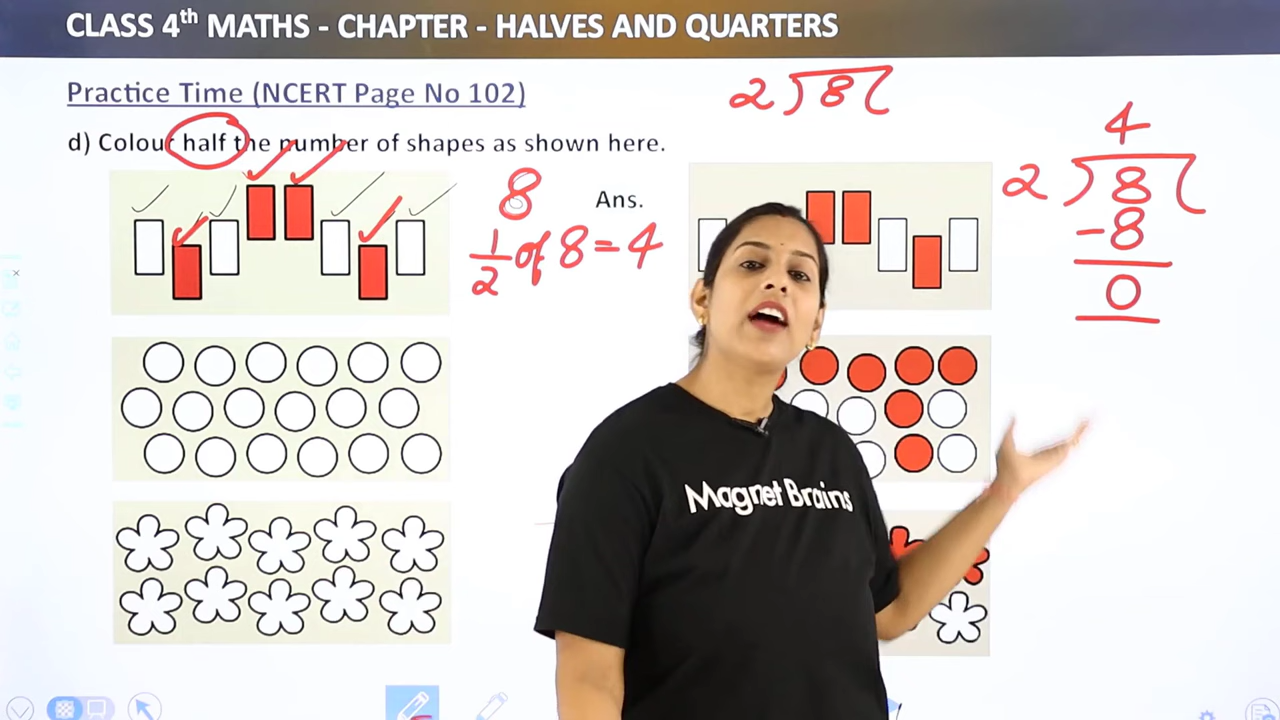 CLASS 4th MATHS - CHAPTER - HALVES AND QUARTERS
Practice Time (NCERT Page No 102)
2 ) 8 (
d) Colour half the number of shapes as shown here.
8
1/2 of 8 = 4
Ans.
4
2 ) 8 (
-8
0
Magnet Brains